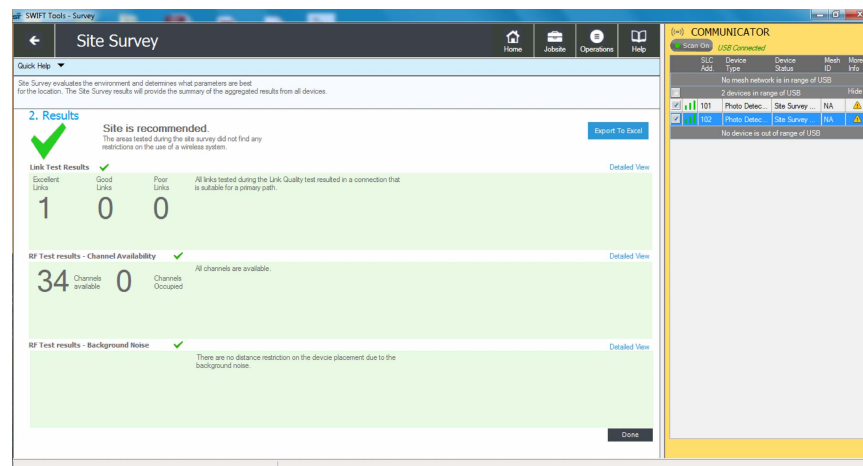 SWIFT Tools - Survey
Site Survey
Home
Jobsite
Operations
Help
Quick Help
Site Survey evaluates the environment and determines what parameters are best
for the location. The Site Survey results will provide the summary of the aggregated results from all devices.
2. Results
Site is recommended.
The areas tested during the site survey did not find any
restrictions on the use of a wireless system.
Export To Excel
Link Test Results
Detailed View
Excellent Links
Good Links
Poor Links
1
0
0
All links tested during the Link Quality test resulted in a connection that
is suitable for a primary path.
RF Test results - Channel Availability
Detailed View
34 Channels available
0 Channels Occupied
All channels are available.
RF Test results - Background Noise
Detailed View
There are no distance restriction on the devcie placement due to the
background noise.
Done
COMMUNICATOR
Scan On
USB Connected
SLC Add. Device Type Device Status Mesh ID More Info
No mesh network is in range of USB
2 devices in range of USB Hide
101 Photo Detec... Site Survey ... NA
102 Photo Detec... Site Survey ... NA
No device is out of range of USB